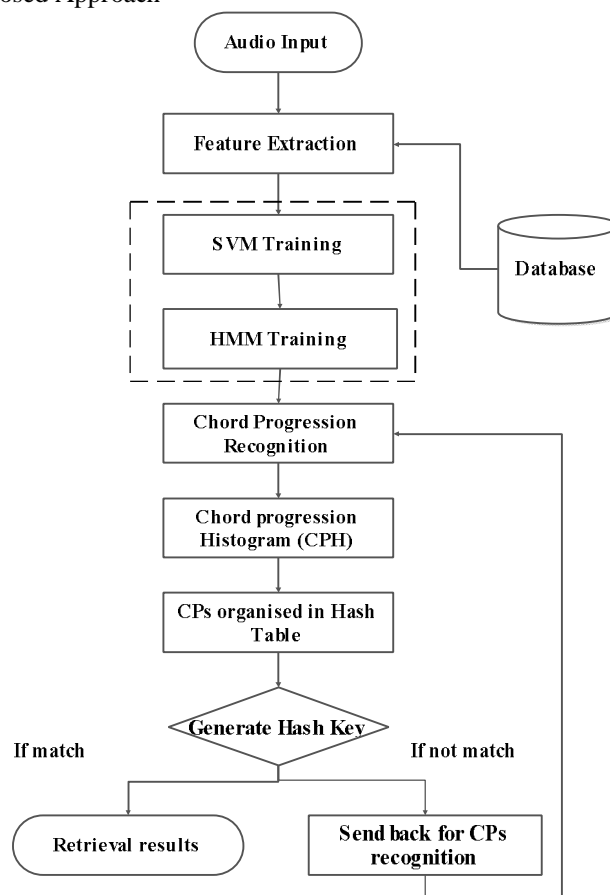 Approach
Audio Input
Feature Extraction
SVM Training
Database
HMM Training
Chord Progression
Recognition
Chord progression
Histogram (CPH)
CPs organised in Hash
Table
Generate Hash Key
If match
If not match
Retrieval results
Send back for CPs
recognition